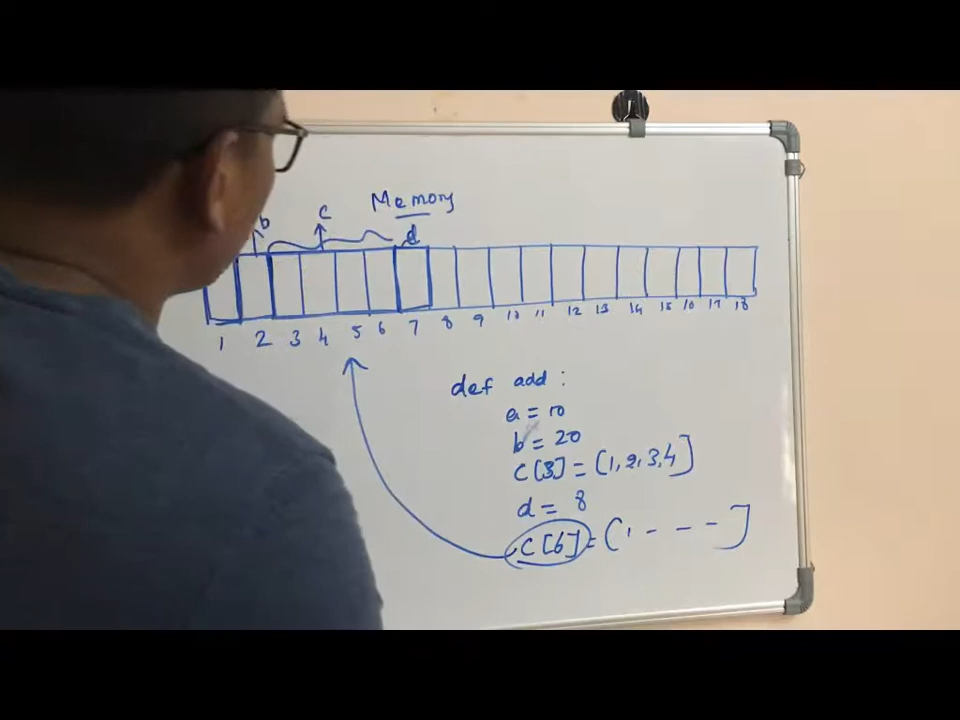 Memory
b c d
1 2 3 4 5 6 7 8 9 10 11 12 13 14 15 10 17 18
def add :
a = 10
b = 20
c[3] = [1, 2, 3, 4]
d = 8
c[6] = [1 - - - ]